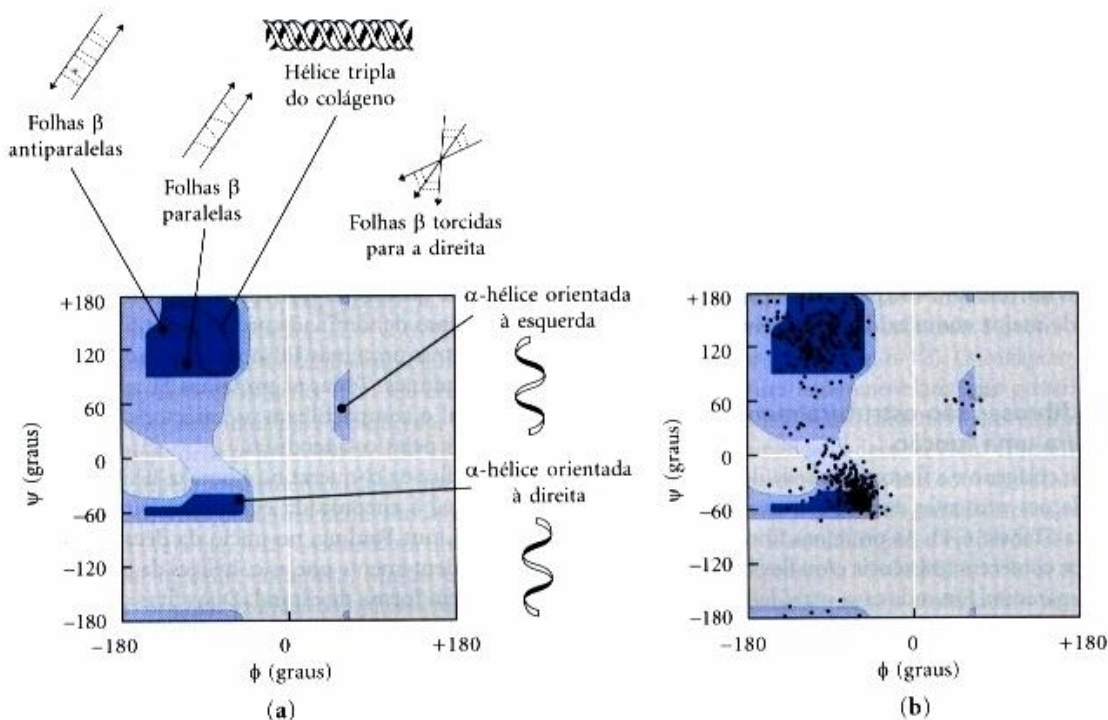 Hélice tripla
do colágeno
Folhas β
antiparalelas
Folhas β
paralelas
Folhas β torcidas
para a direita
α-hélice orientada
à esquerda
α-hélice orientada
à direita
+180
120
60
0
−60
−120
−180
ψ (graus)
−180
0
+180
ϕ (graus)
(a)
+180
120
60
0
−60
−120
−180
ψ (graus)
−180
0
+180
ϕ (graus)
(b)